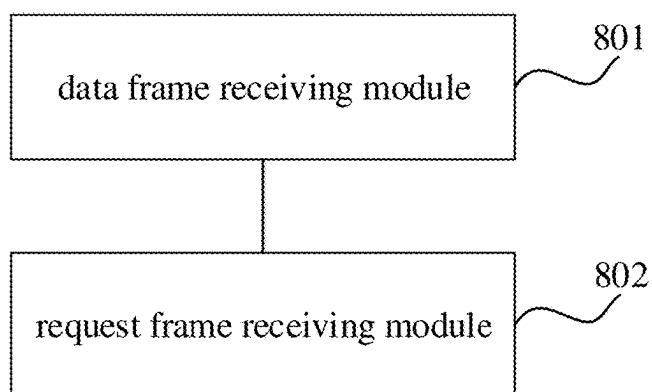 801
data frame receiving module
802
request frame receiving module